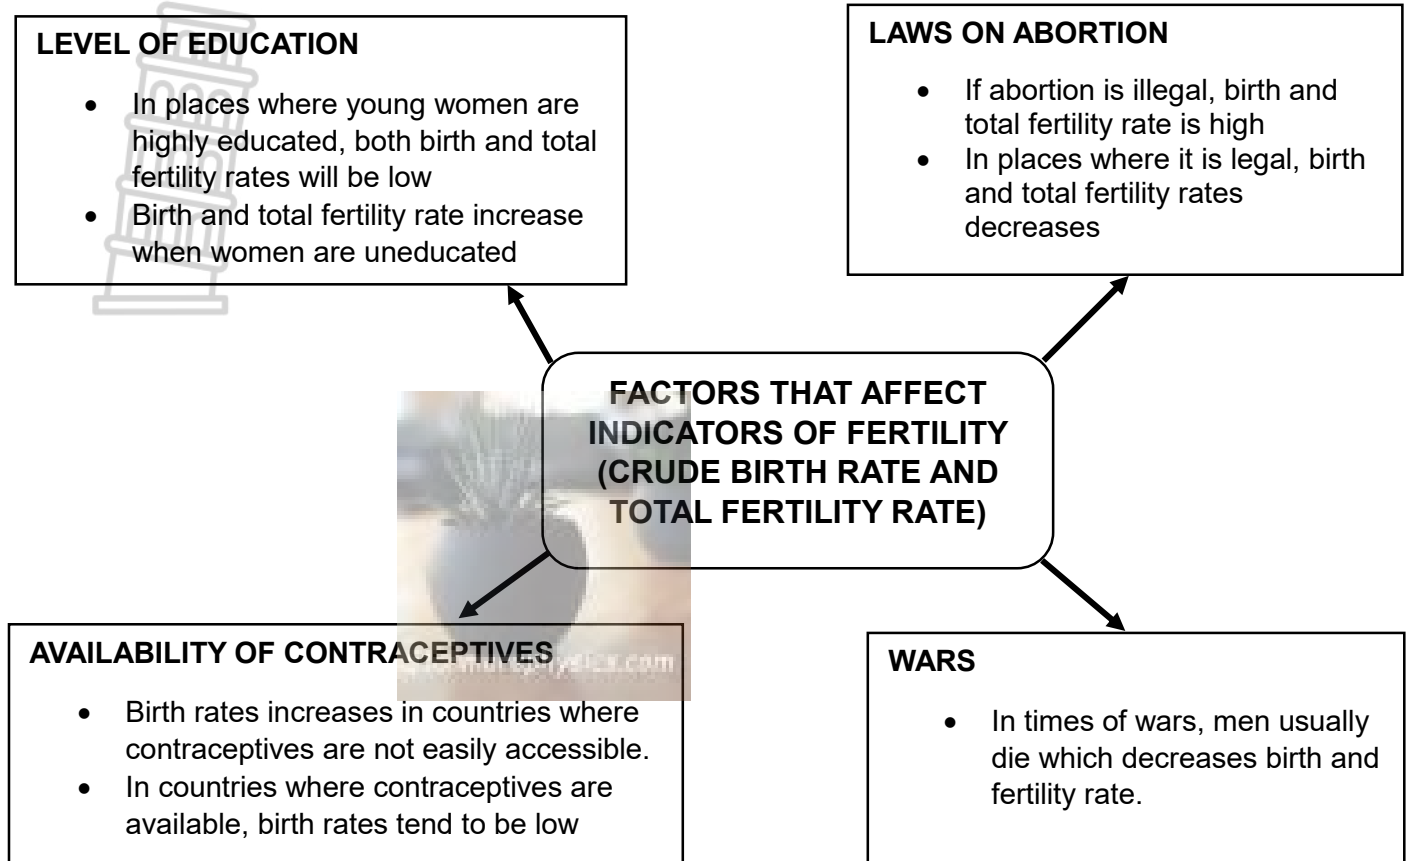 LEVEL OF EDUCATION
• In places where young women are
highly educated, both birth and total
fertility rates will be low
• Birth and total fertility rate increase
when women are uneducated
LAWS ON ABORTION
• If abortion is illegal, birth and
total fertility rate is high
• In places where it is legal, birth
and total fertility rates
decreases
FACTORS THAT AFFECT
INDICATORS OF FERTILITY
(CRUDE BIRTH RATE AND
TOTAL FERTILITY RATE)
AVAILABILITY OF CONTRACEPTIVES
• Birth rates increases in countries where
contraceptives are not easily accessible.
• In countries where contraceptives are
available, birth rates tend to be low
WARS
• In times of wars, men usually
die which decreases birth and
fertility rate.